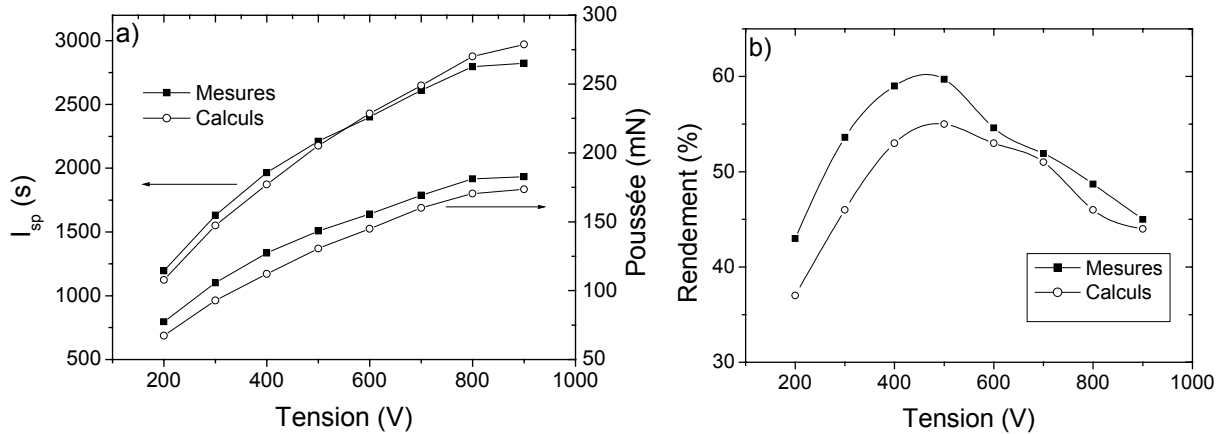 a)
I_sp (s)
3000
2500
2000
1500
1000
500
Mesures
Calculs
300
250
200
150
100
50
Poussée (mN)
200 400 600 800 1000
Tension (V)
b)
Rendement (%)
60
50
40
30
Mesures
Calculs
200 400 600 800 1000
Tension (V)